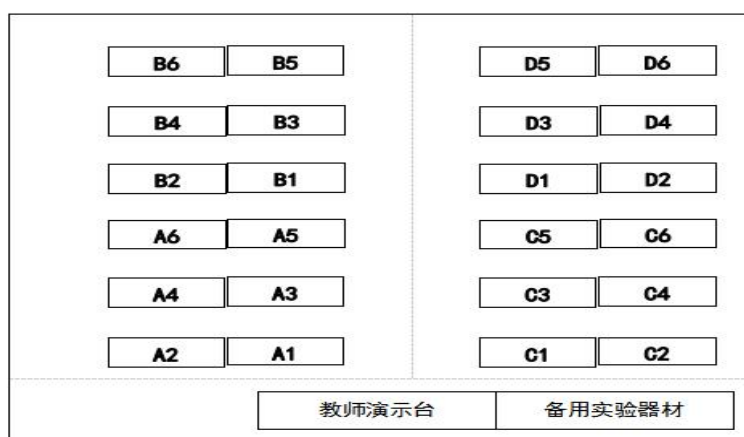 B6 B5 D5 D6
B4 B3 D3 D4
B2 B1 D1 D2
A6 A5 C5 C6
A4 A3 C3 C4
A2 A1 C1 C2
教师演示台 备用实验器材